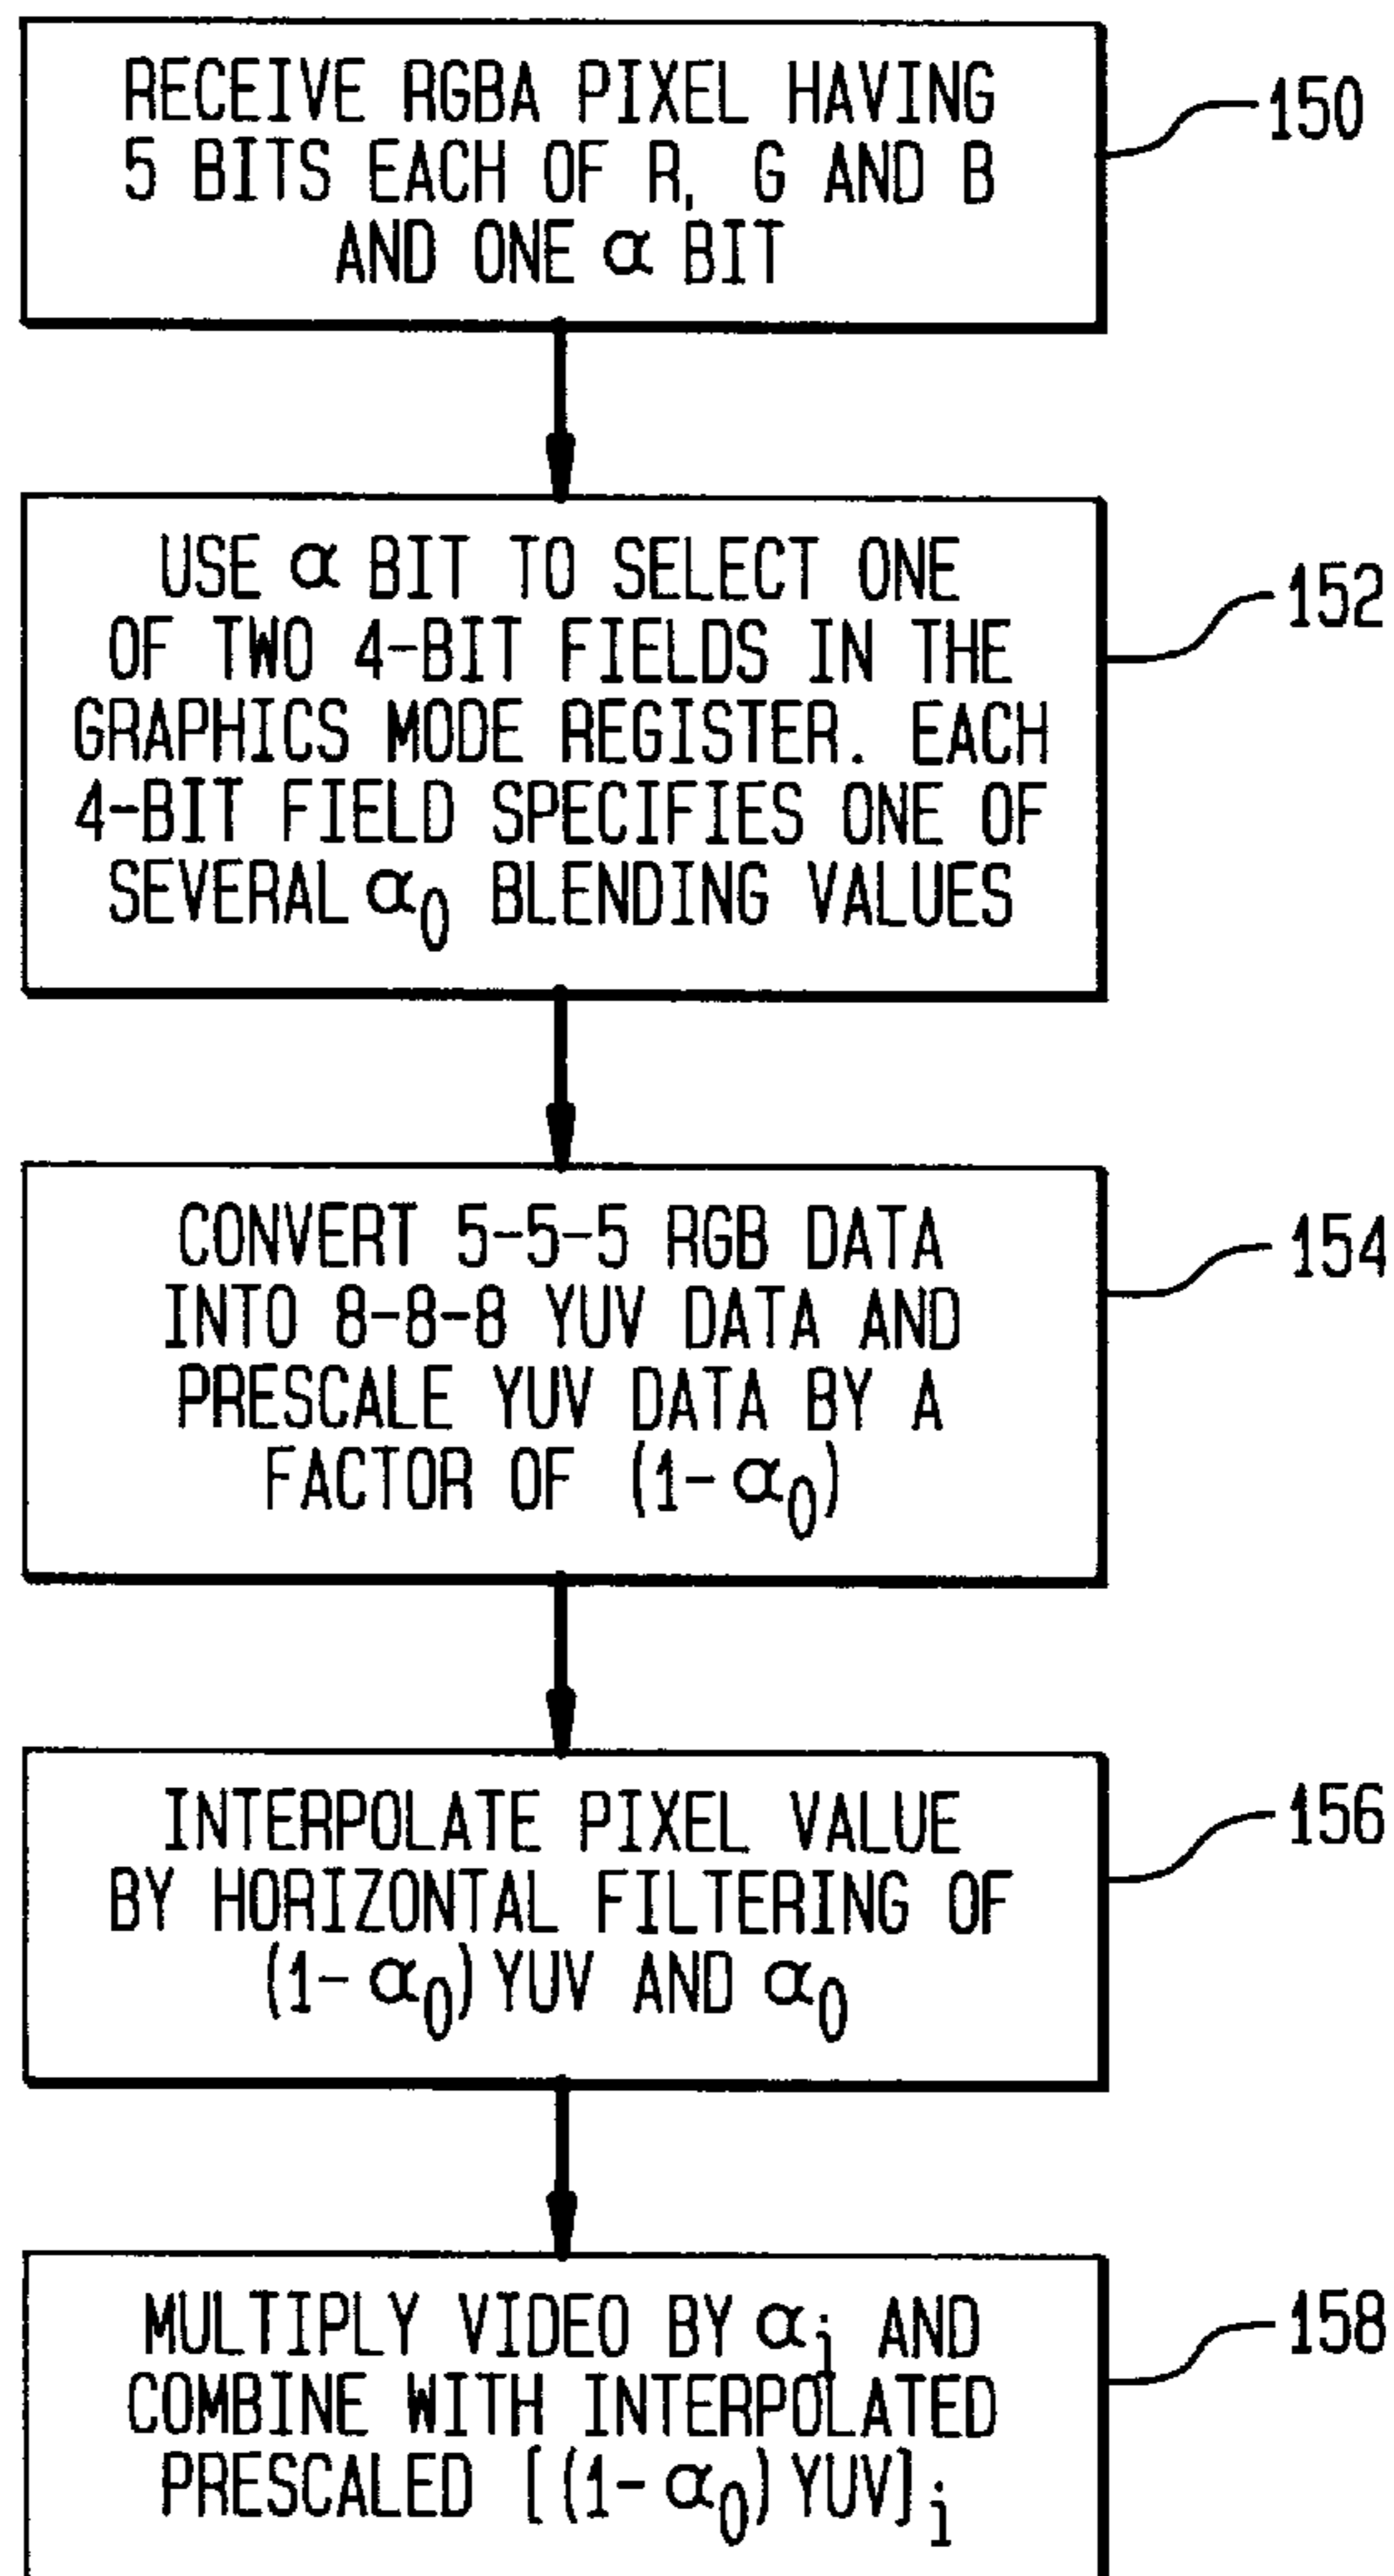 RECEIVE RGBA PIXEL HAVING
5 BITS EACH OF R, G AND B
AND ONE α BIT
150
USE α BIT TO SELECT ONE
OF TWO 4-BIT FIELDS IN THE
GRAPHICS MODE REGISTER. EACH
4-BIT FIELD SPECIFIES ONE OF
SEVERAL α₀ BLENDING VALUES
152
CONVERT 5-5-5 RGB DATA
INTO 8-8-8 YUV DATA AND
PRESCALE YUV DATA BY A
FACTOR OF (1-α₀)
154
INTERPOLATE PIXEL VALUE
BY HORIZONTAL FILTERING OF
(1-α₀)YUV AND α₀
156
MULTIPLY VIDEO BY αᵢ AND
COMBINE WITH INTERPOLATED
PRESCALED [(1-α₀)YUV]ᵢ
158